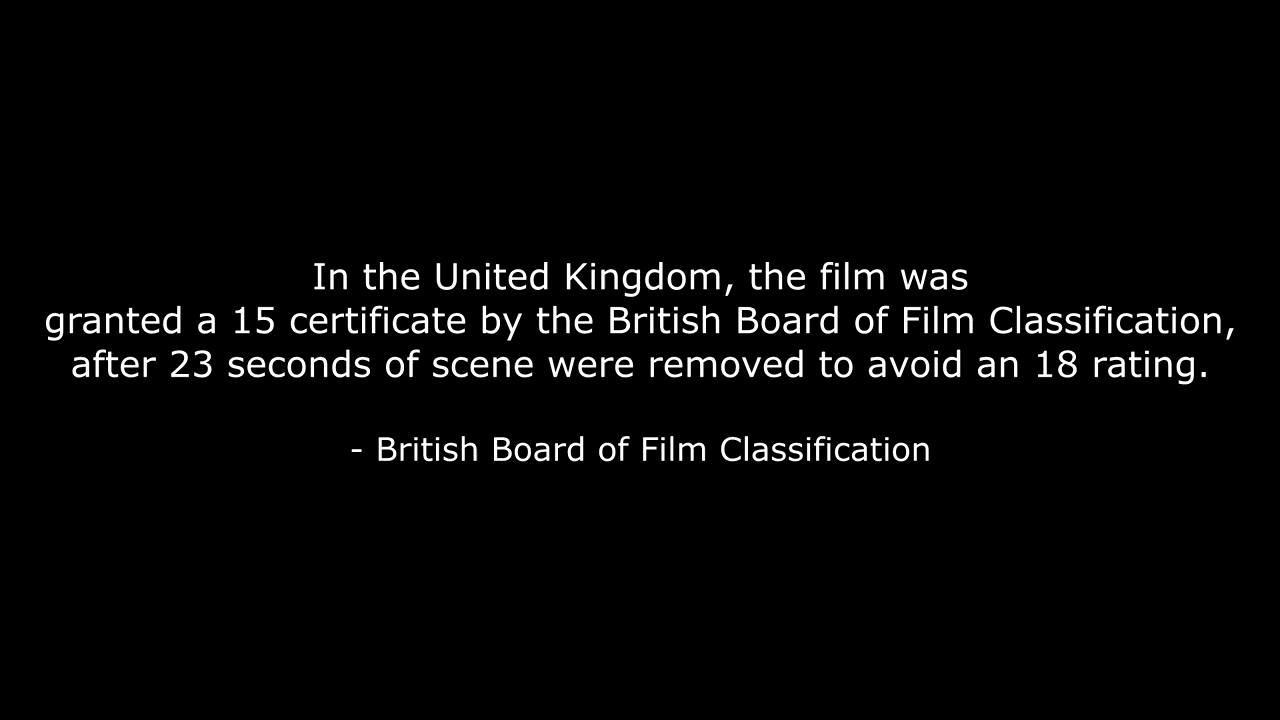 In the United Kingdom, the film was
granted a 15 certificate by the British Board of Film Classification,
after 23 seconds of scene were removed to avoid an 18 rating.
- British Board of Film Classification